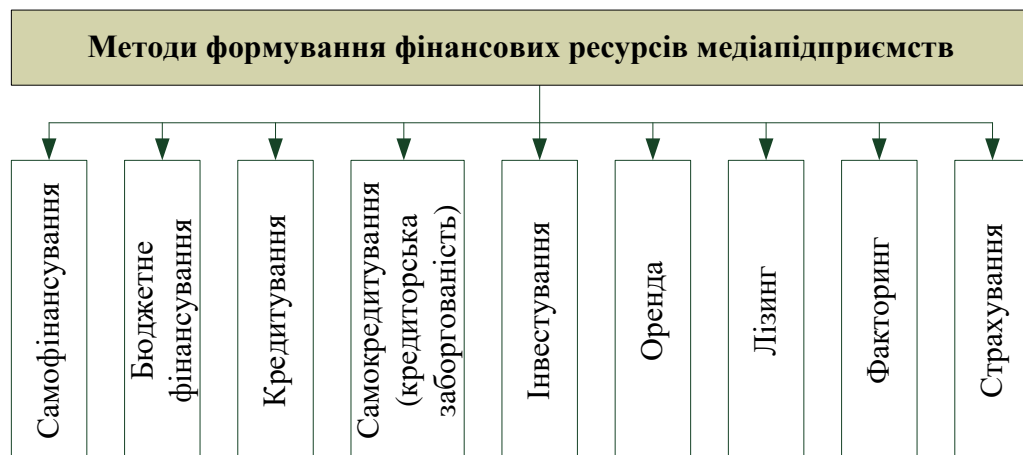 Методи формування фінансових ресурсів медіапідприємств
Самофінансування
Бюджетне
фінансування
Кредитування
Самокредитування
(кредиторська
заборгованість)
Інвестування
Оренда
Лізинг
Факторинг
Страхування